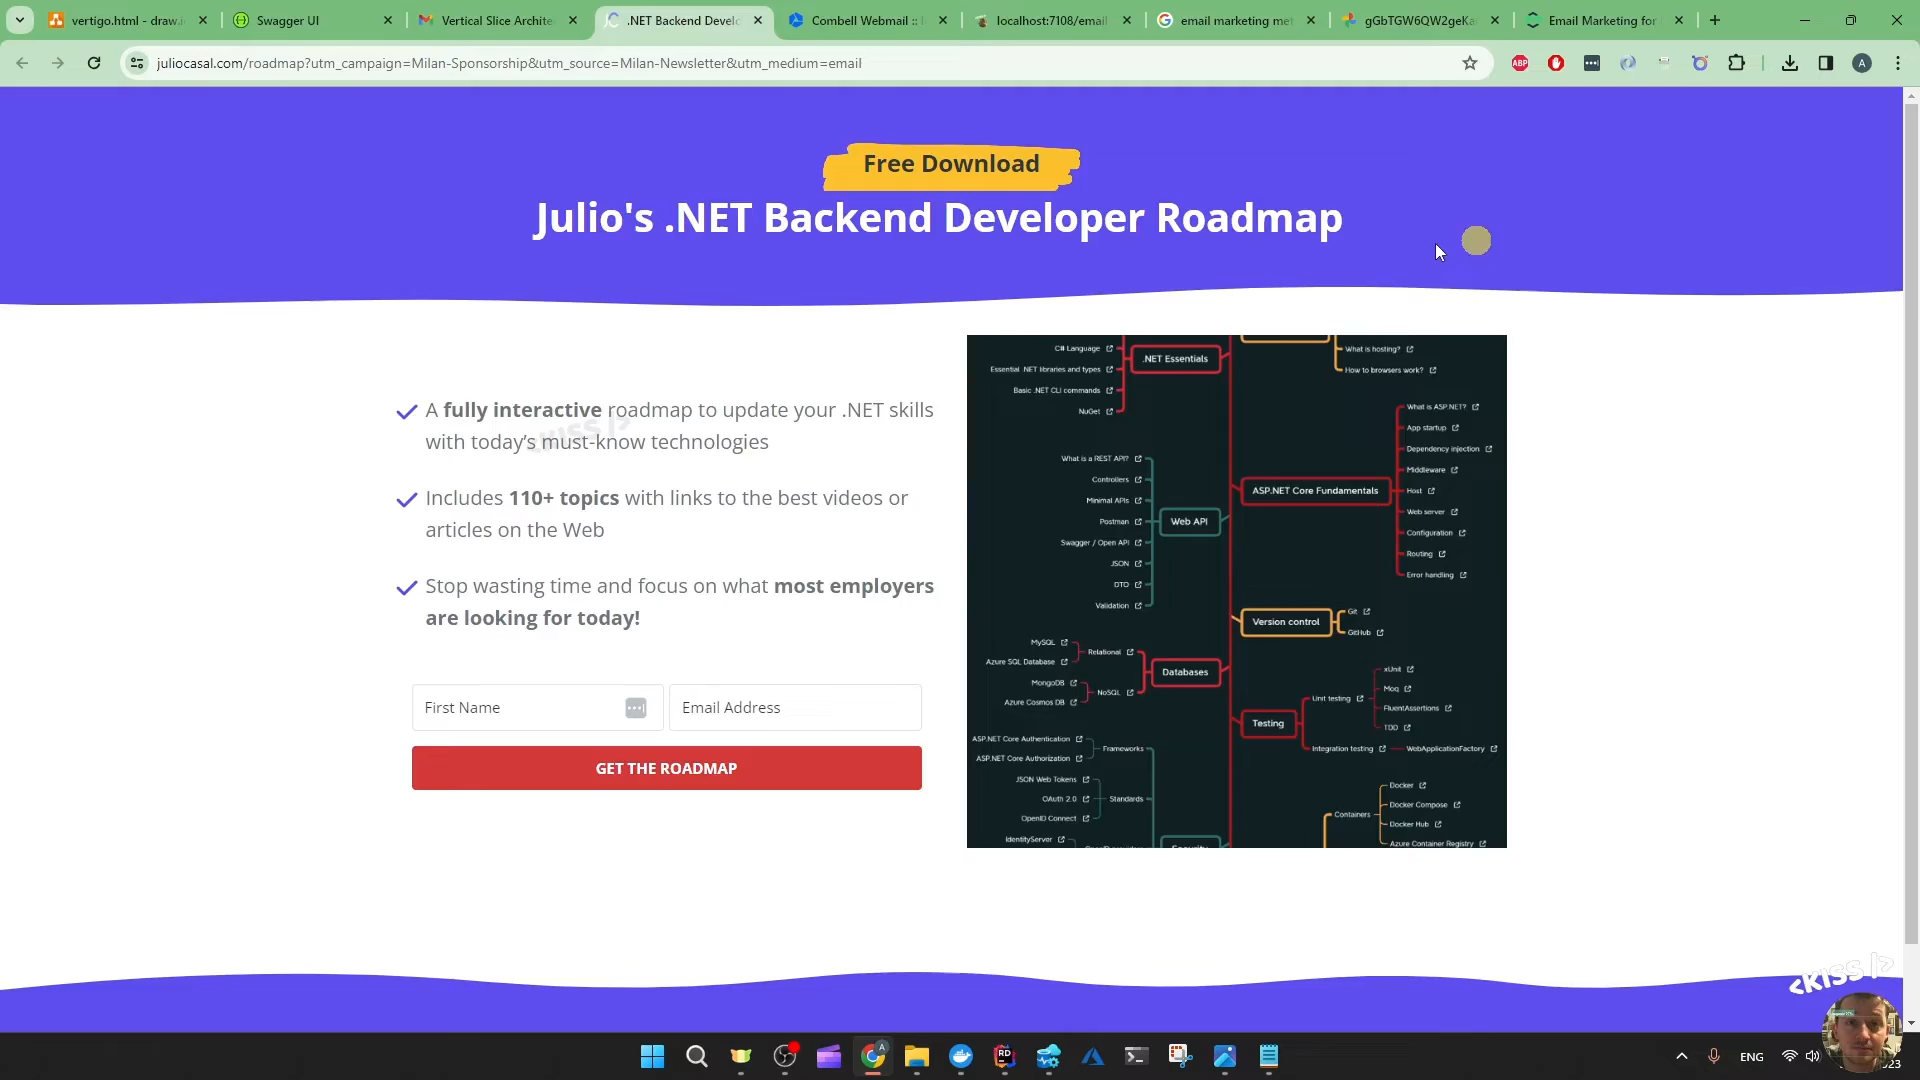 vertigo.html - draw.i
Swagger UI
Vertical Slice Archite
.NET Backend Develo
Combell Webmail ::
localhost:7108/email
email marketing met
gGbTGW6QW2geKa
Email Marketing for
juliocasal.com/roadmap?utm_campaign=Milan-Sponsorship&utm_source=Milan-Newsletter&utm_medium=email
ABP
A
Free Download
Julio's .NET Backend Developer Roadmap
A fully interactive roadmap to update your .NET skills
with today's must-know technologies
Includes 110+ topics with links to the best videos or
articles on the Web
Stop wasting time and focus on what most employers
are looking for today!
First Name
Email Address
GET THE ROADMAP
C# Language
Essential .NET libraries and types
Basic .NET CLI commands
NuGet
.NET Essentials
What is hosting?
How to browsers work?
What is ASP.NET?
App startup
Dependency injection
Middleware
Host
Web server
Configuration
Routing
Error handling
ASP.NET Core Fundamentals
What is a REST API?
Controllers
Minimal APIs
Postman
Swagger / Open API
JSON
DTO
Validation
Web API
Version control
Git
GitHub
MySQL
Azure SQL Database
Relational
MongoDB
Azure Cosmos DB
NoSQL
Databases
Testing
Unit testing
xUnit
Moq
FluentAssertions
TDD
Integration testing
WebApplicationFactory
ASP.NET Core Authentication
ASP.NET Core Authorization
Frameworks
JSON Web Tokens
OAuth 2.0
OpenID Connect
Standards
IdentityServer
Security
Containers
Docker
Docker Compose
Docker Hub
Azure Container Registry
<KISS />
<KISS />
A
RD
ENG